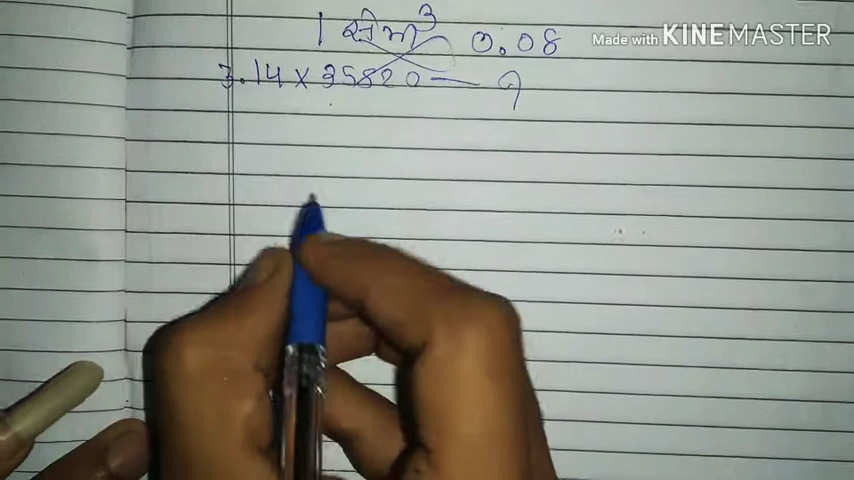 1 सेमी³ 0.08
Made with KINEMASTER
3.14 x 35820 — ?